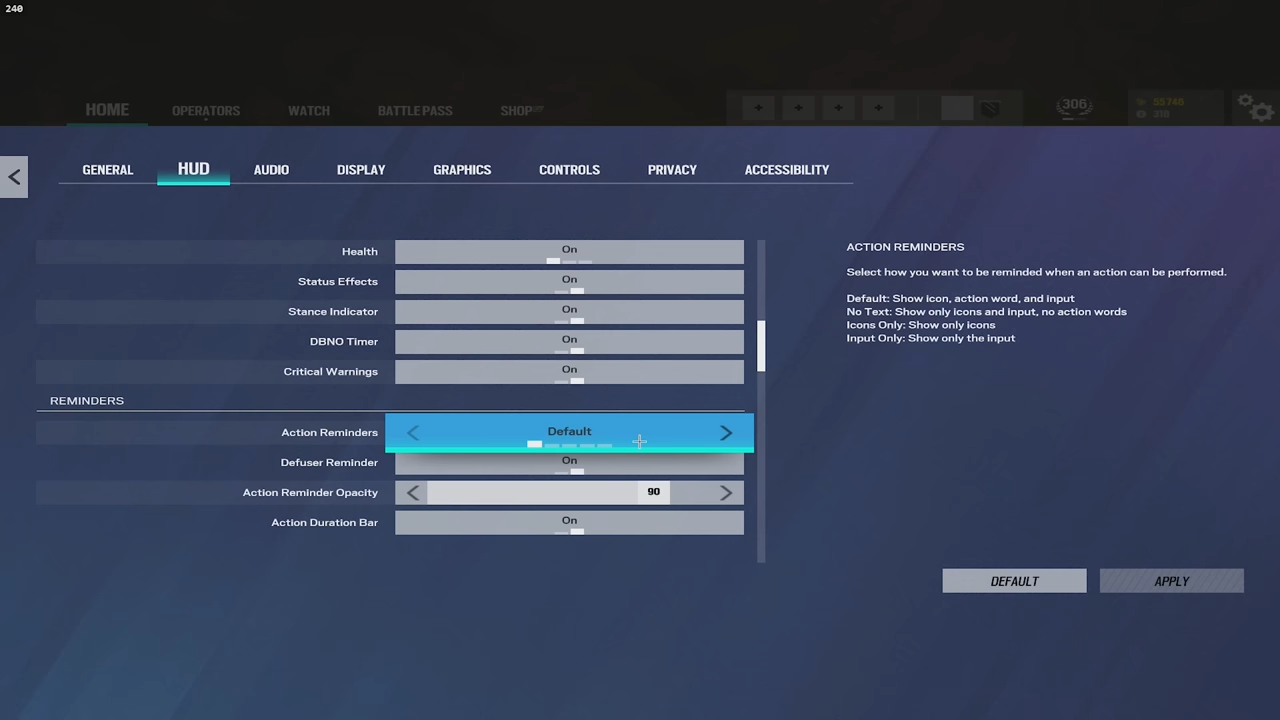 240
HOME OPERATORS WATCH BATTLE PASS SHOP 306 55 746
319
GENERAL HUD AUDIO DISPLAY GRAPHICS CONTROLS PRIVACY ACCESSIBILITY
Health On
Status Effects On
Stance Indicator On
DBNO Timer On
Critical Warnings On
REMINDERS
Action Reminders Default
Defuser Reminder On
Action Reminder Opacity 90
Action Duration Bar On
ACTION REMINDERS
Select how you want to be reminded when an action can be performed.
Default: Show icon, action word, and input
No Text: Show only icons and input, no action words
Icons Only: Show only icons
Input Only: Show only the input
DEFAULT APPLY